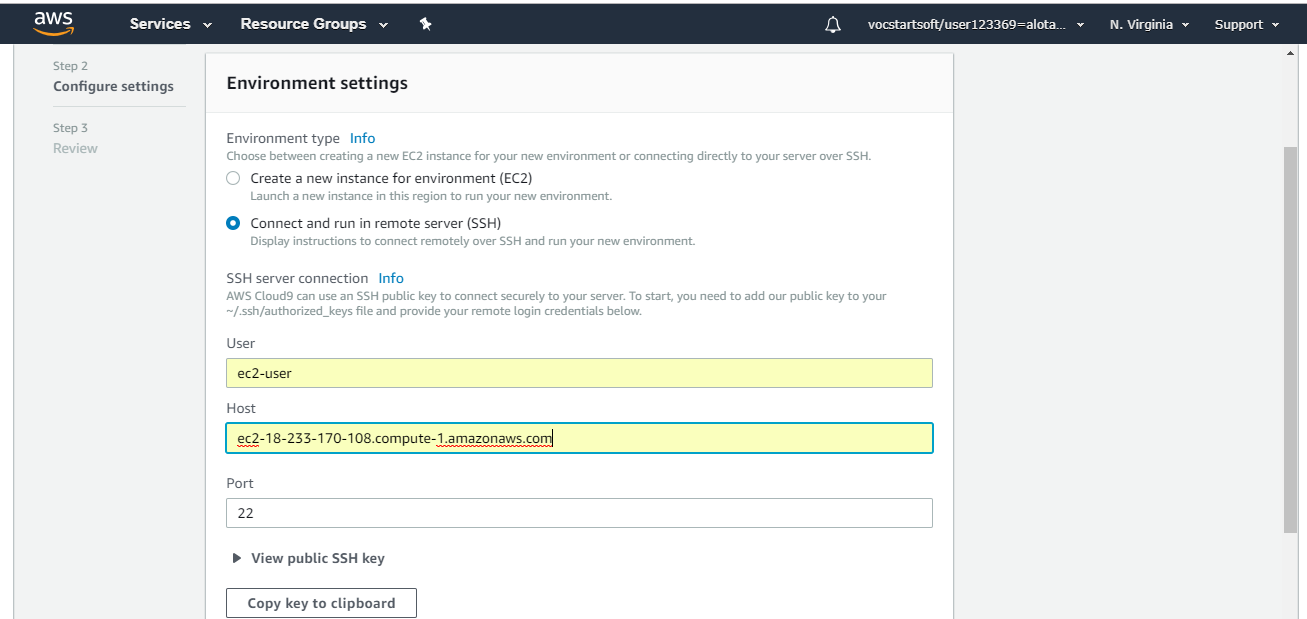 aws Services Resource Groups vocstartsoft/user123369=alota... N. Virginia Support
Step 2
Configure settings
Step 3
Review
Environment settings
Environment type Info
Choose between creating a new EC2 instance for your new environment or connecting directly to your server over SSH.
Create a new instance for environment (EC2)
Launch a new instance in this region to run your new environment.
Connect and run in remote server (SSH)
Display instructions to connect remotely over SSH and run your new environment.
SSH server connection Info
AWS Cloud9 can use an SSH public key to connect securely to your server. To start, you need to add our public key to your
~/.ssh/authorized_keys file and provide your remote login credentials below.
User
ec2-user
Host
ec2-18-233-170-108.compute-1.amazonaws.com
Port
22
View public SSH key
Copy key to clipboard